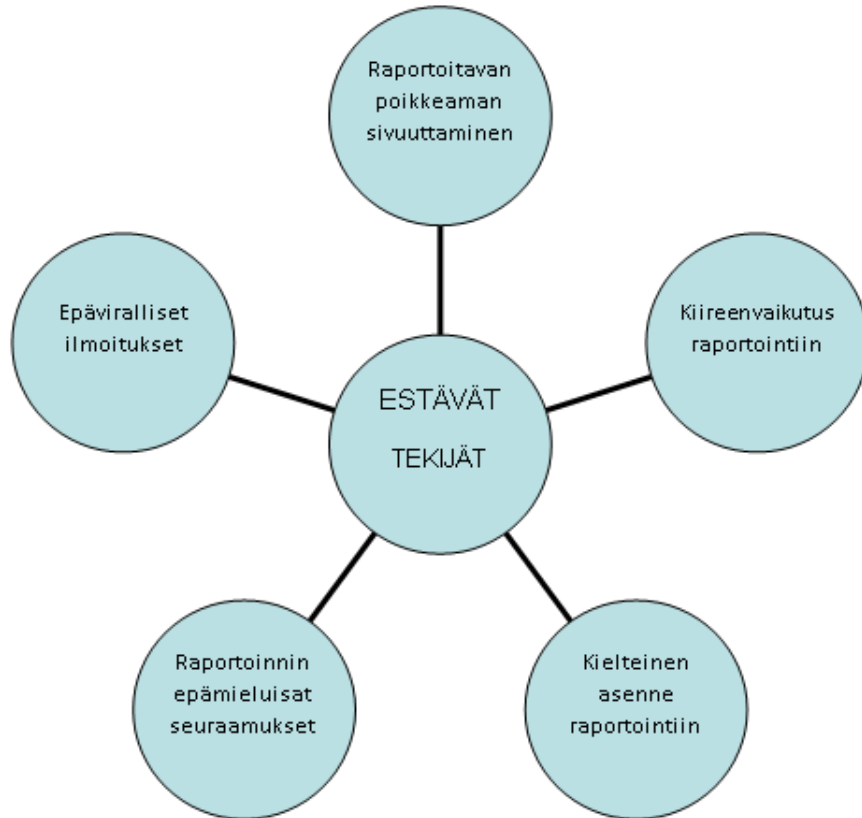 Raportoitavan
poikkeaman
sivuuttaminen
Epäviralliset
ilmoitukset
Kiireenvaikutus
raportointiin
ESTÄVÄT
TEKIJÄT
Raportoinnin
epämieluisat
seuraamukset
Kielteinen
asenne
raportointiin